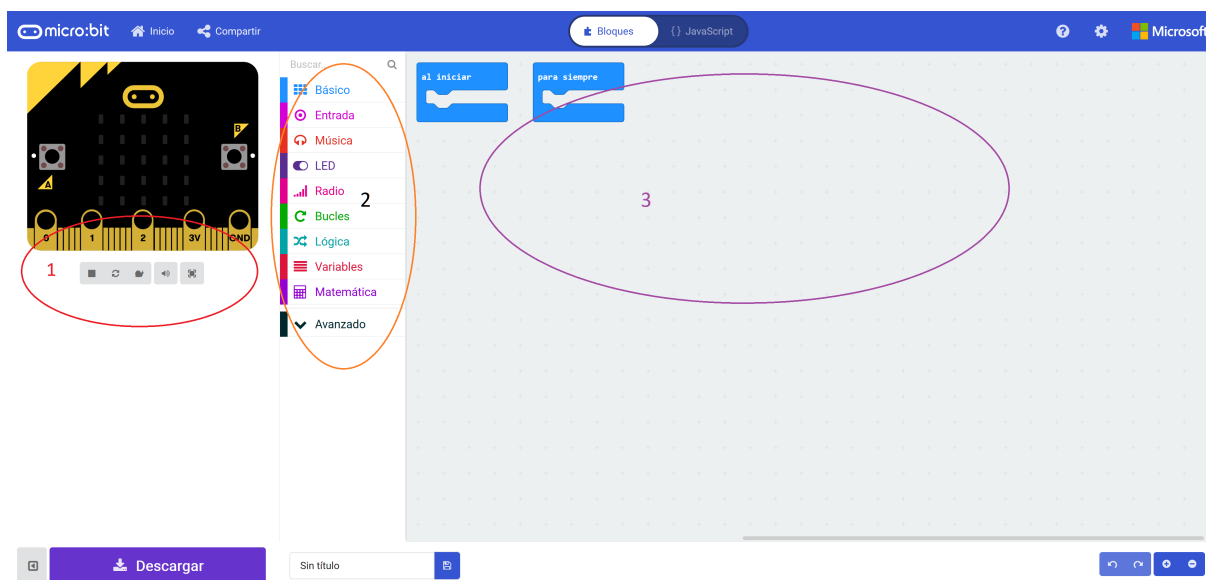 micro:bit Inicio Compartir Bloques {} JavaScript Microsoft
Buscar...
al iniciar para siempre
Básico
Entrada
Música
LED
Radio
Bucles
Lógica
Variables
Matemática
Avanzado
B
A
0 1 2 3V GND
1
2
3
Descargar Sin título